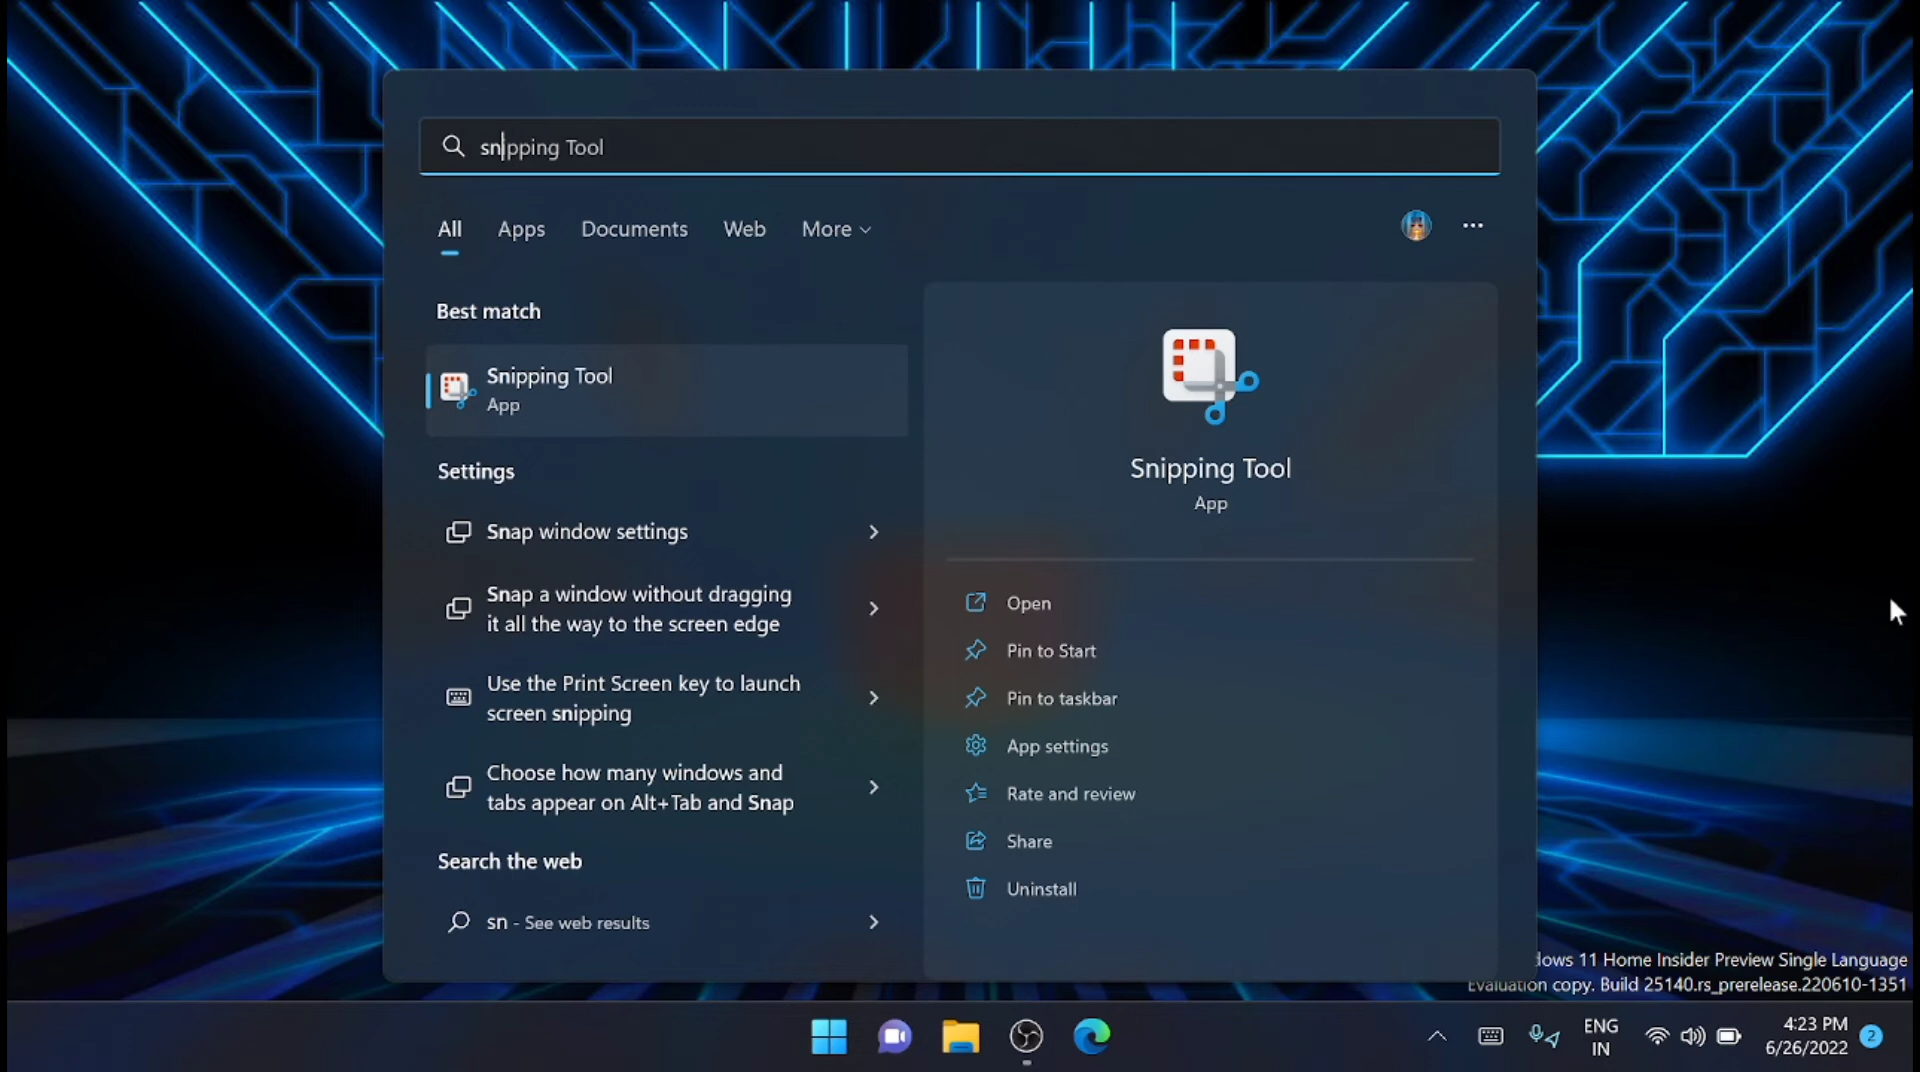 snipping Tool
All Apps Documents Web More
Best match
Snipping Tool
App
Settings
Snap window settings
Snap a window without dragging
it all the way to the screen edge
Use the Print Screen key to launch
screen snipping
Choose how many windows and
tabs appear on Alt+Tab and Snap
Search the web
sn - See web results
Snipping Tool
App
Open
Pin to Start
Pin to taskbar
App settings
Rate and review
Share
Uninstall
dows 11 Home Insider Preview Single Language
Evaluation copy. Build 25140.rs_prerelease.220610-1351
ENG
IN
4:23 PM
6/26/2022
2